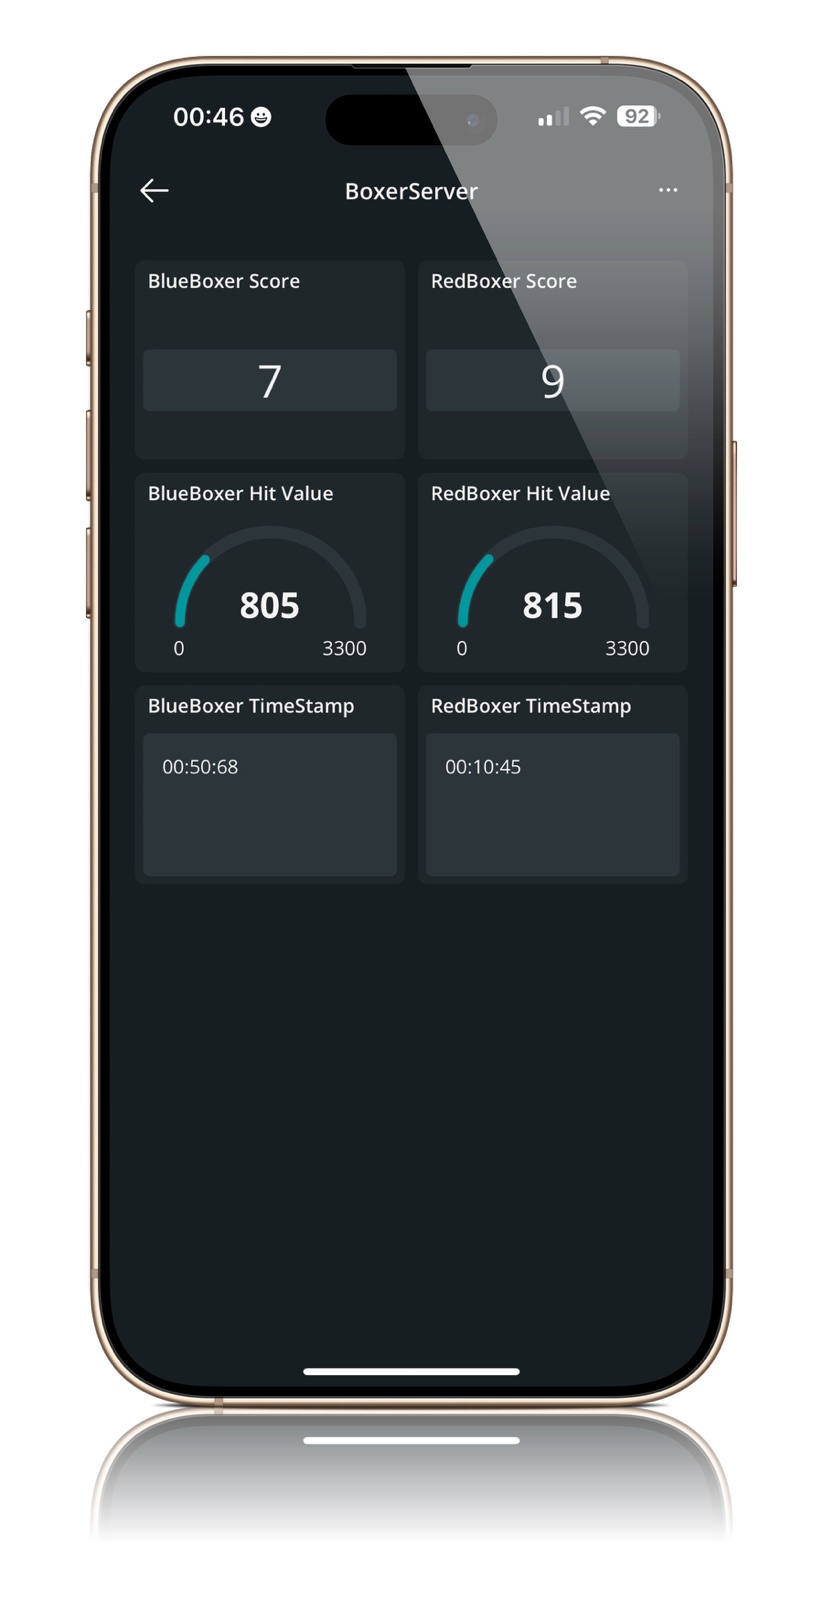 00:46
92
BoxerServer
BlueBoxer Score
RedBoxer Score
7
9
BlueBoxer Hit Value
RedBoxer Hit Value
805
815
0
3300
0
3300
BlueBoxer TimeStamp
RedBoxer TimeStamp
00:50:68
00:10:45